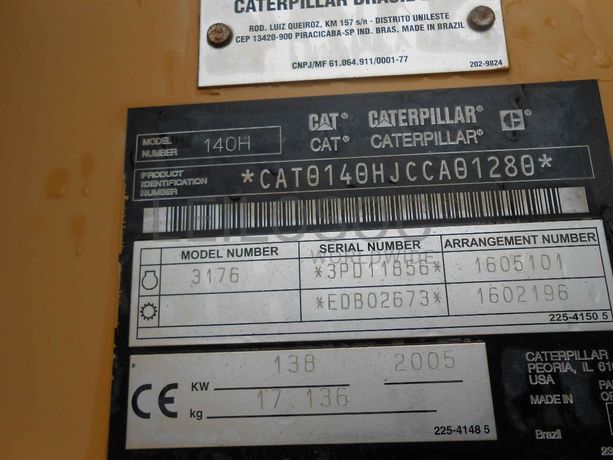 CATERPILLAR BRASIL
ROD. LUIZ QUEIROZ, KM 157 s/n - DISTRITO UNILESTE
CEP 13420-900 PIRACICABA-SP IND. BRAS. MADE IN BRAZIL
CNPJ/MF 61.064.911/0001-77
202-9824
CAT CATERPILLAR®
MODEL NUMBER 140H CAT® CATERPILLAR®
PRODUCT IDENTIFICATION NUMBER *CAT0140HJCCA01280*
MODEL NUMBER SERIAL NUMBER ARRANGEMENT NUMBER
WORLDWIDE
3176 *3PD11856* 1605101
*EDB02673* 1602196
225-4150 5
CE KW 138 2005
kg 17 136
225-4148 5
CATERPILLAR
PEORIA, IL
USA
MADE IN
Brazil